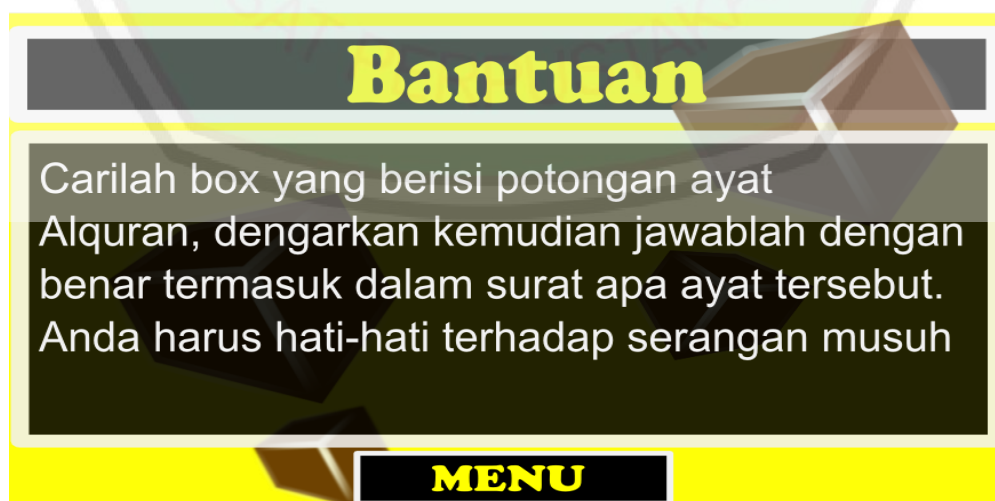 Bantuan
Carilah box yang berisi potongan ayat
Alquran, dengarkan kemudian jawablah dengan
benar termasuk dalam surat apa ayat tersebut.
Anda harus hati-hati terhadap serangan musuh
MENU